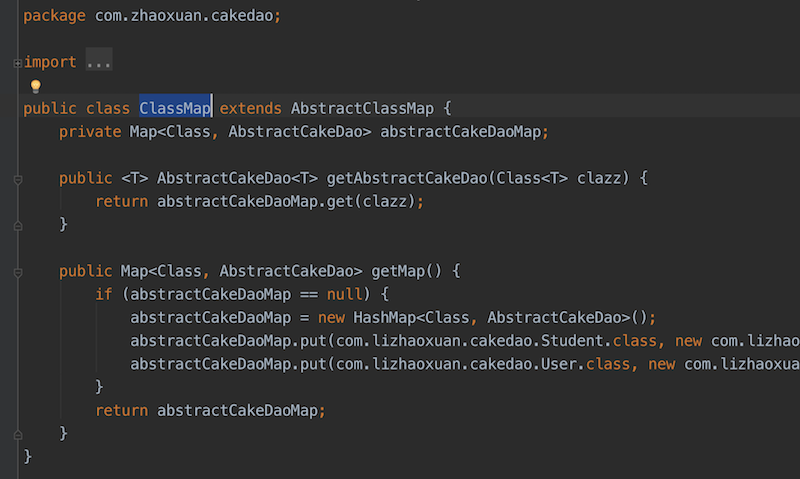 package com.zhaoxuan.cakedao;
import ...
public class ClassMap extends AbstractClassMap {
private Map<Class, AbstractCakeDao> abstractCakeDaoMap;
public <T> AbstractCakeDao<T> getAbstractCakeDao(Class<T> clazz) {
return abstractCakeDaoMap.get(clazz);
}
public Map<Class, AbstractCakeDao> getMap() {
if (abstractCakeDaoMap == null) {
abstractCakeDaoMap = new HashMap<Class, AbstractCakeDao>();
abstractCakeDaoMap.put(com.lizhaoxuan.cakedao.Student.class, new com.lizhao
abstractCakeDaoMap.put(com.lizhaoxuan.cakedao.User.class, new com.lizhaoxua
}
return abstractCakeDaoMap;
}
}